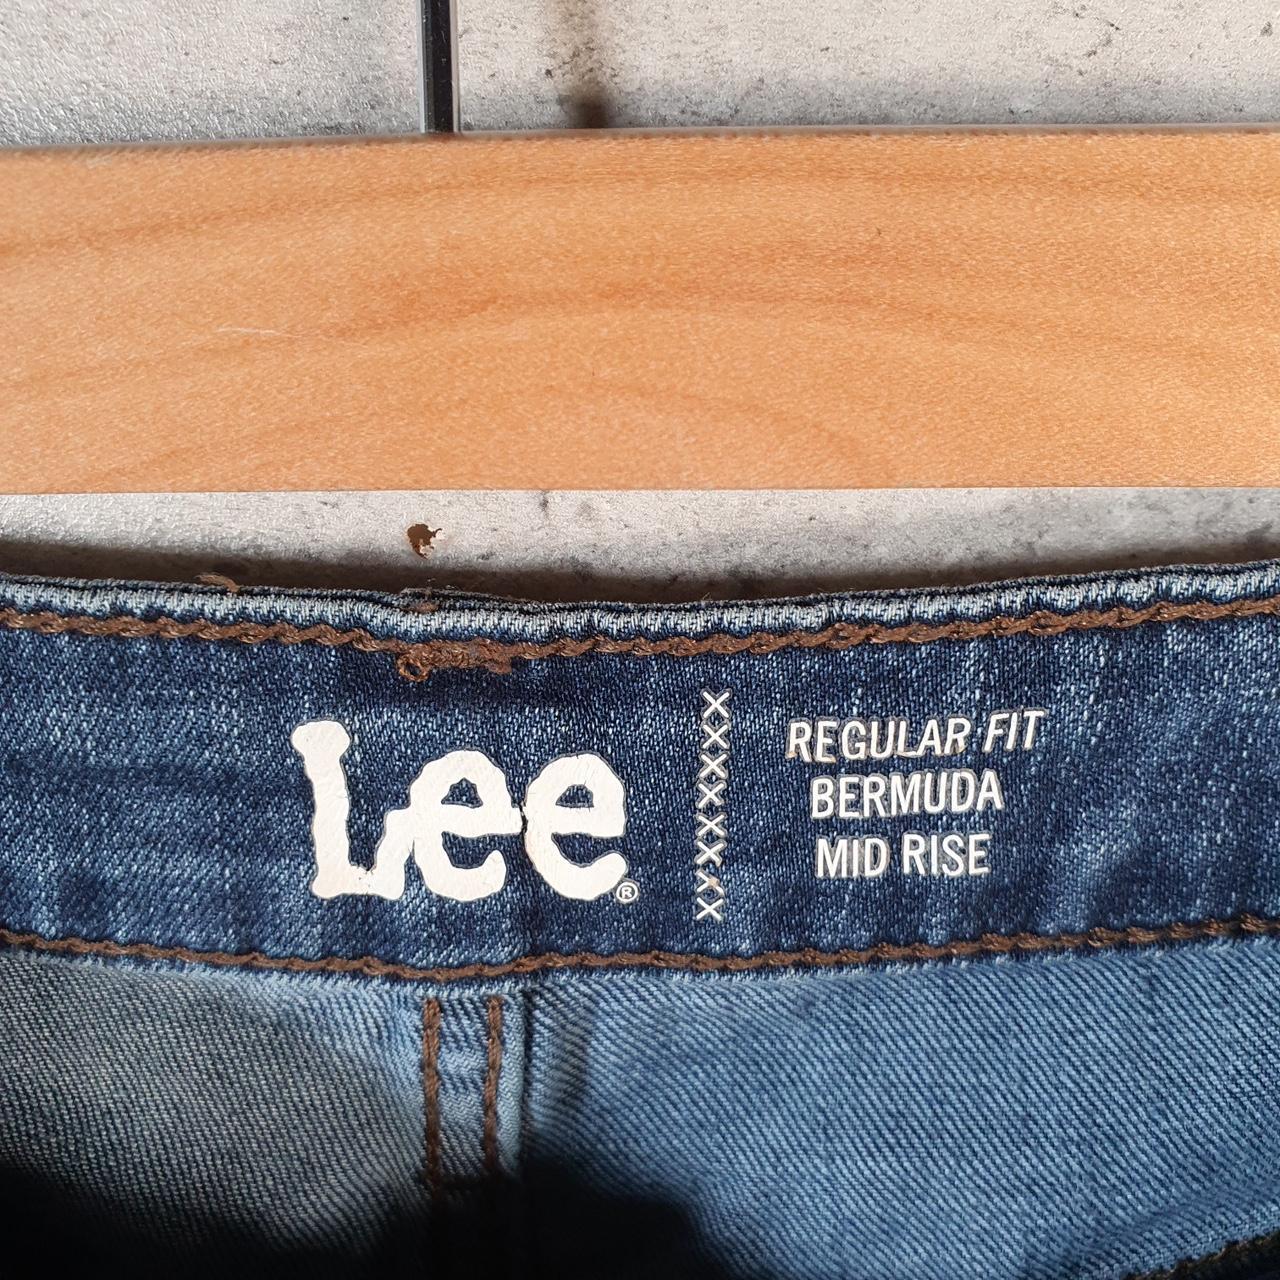 Lee®
REGULAR FIT
BERMUDA
MID RISE